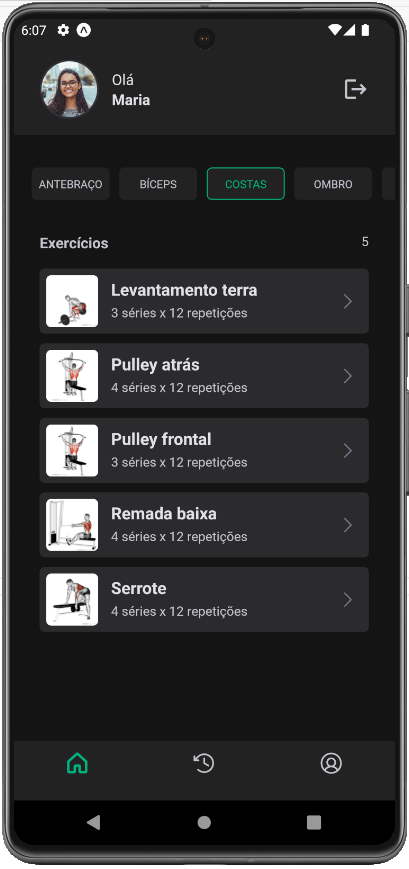 6:07
Olá
Maria
ANTEBRAÇO BÍCEPS COSTAS OMBRO
Exercícios 5
Levantamento terra
3 séries x 12 repetições
Pulley atrás
4 séries x 12 repetições
Pulley frontal
3 séries x 12 repetições
Remada baixa
4 séries x 12 repetições
Serrote
4 séries x 12 repetições